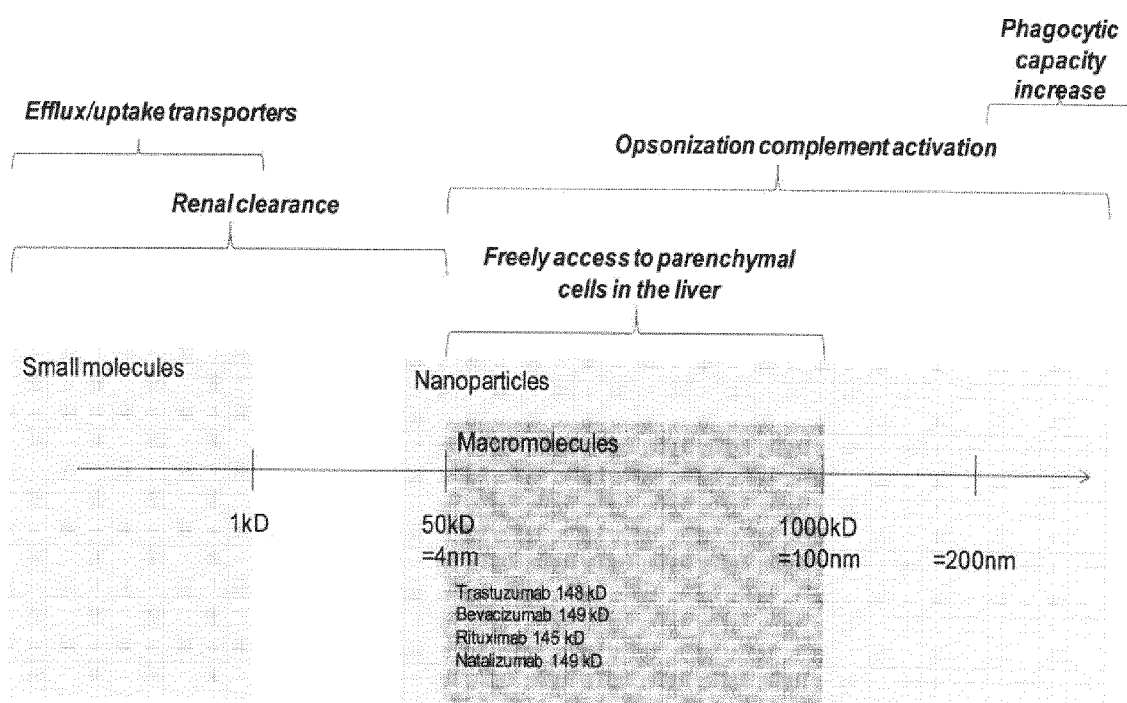 Phagocytic
capacity
increase
Efflux/uptake transporters
Opsonization complement activation
Renal clearance
Freely access to parenchymal
cells in the liver
Small molecules
Nanoparticles
Macromolecules
1kD
50kD
=4nm
1000kD
=100nm
=200nm
Trastuzumab 148 kD
Bevacizumab 149 kD
Rituximab 145 kD
Natalizumab 149 kD